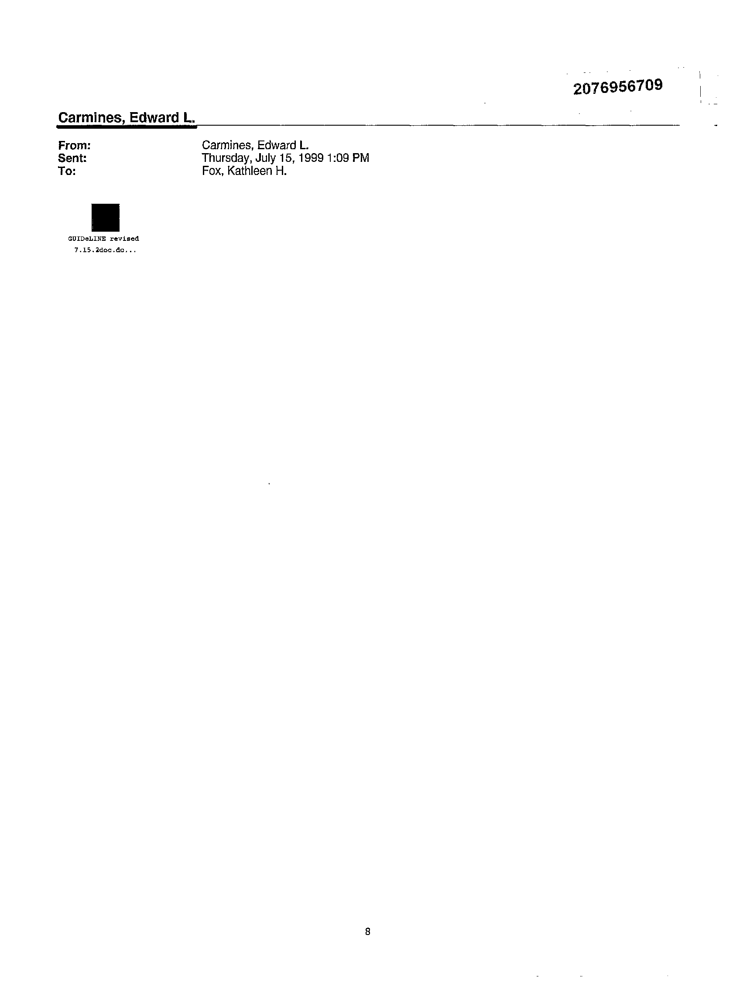 2076956709
Carmines, Edward L.
From: Carmines, Edward L.
Sent: Thursday, July 15, 1999 1:09 PM
To: Fox, Kathleen H.
GUIDeLINE revised
7.15.2doc.do...
8